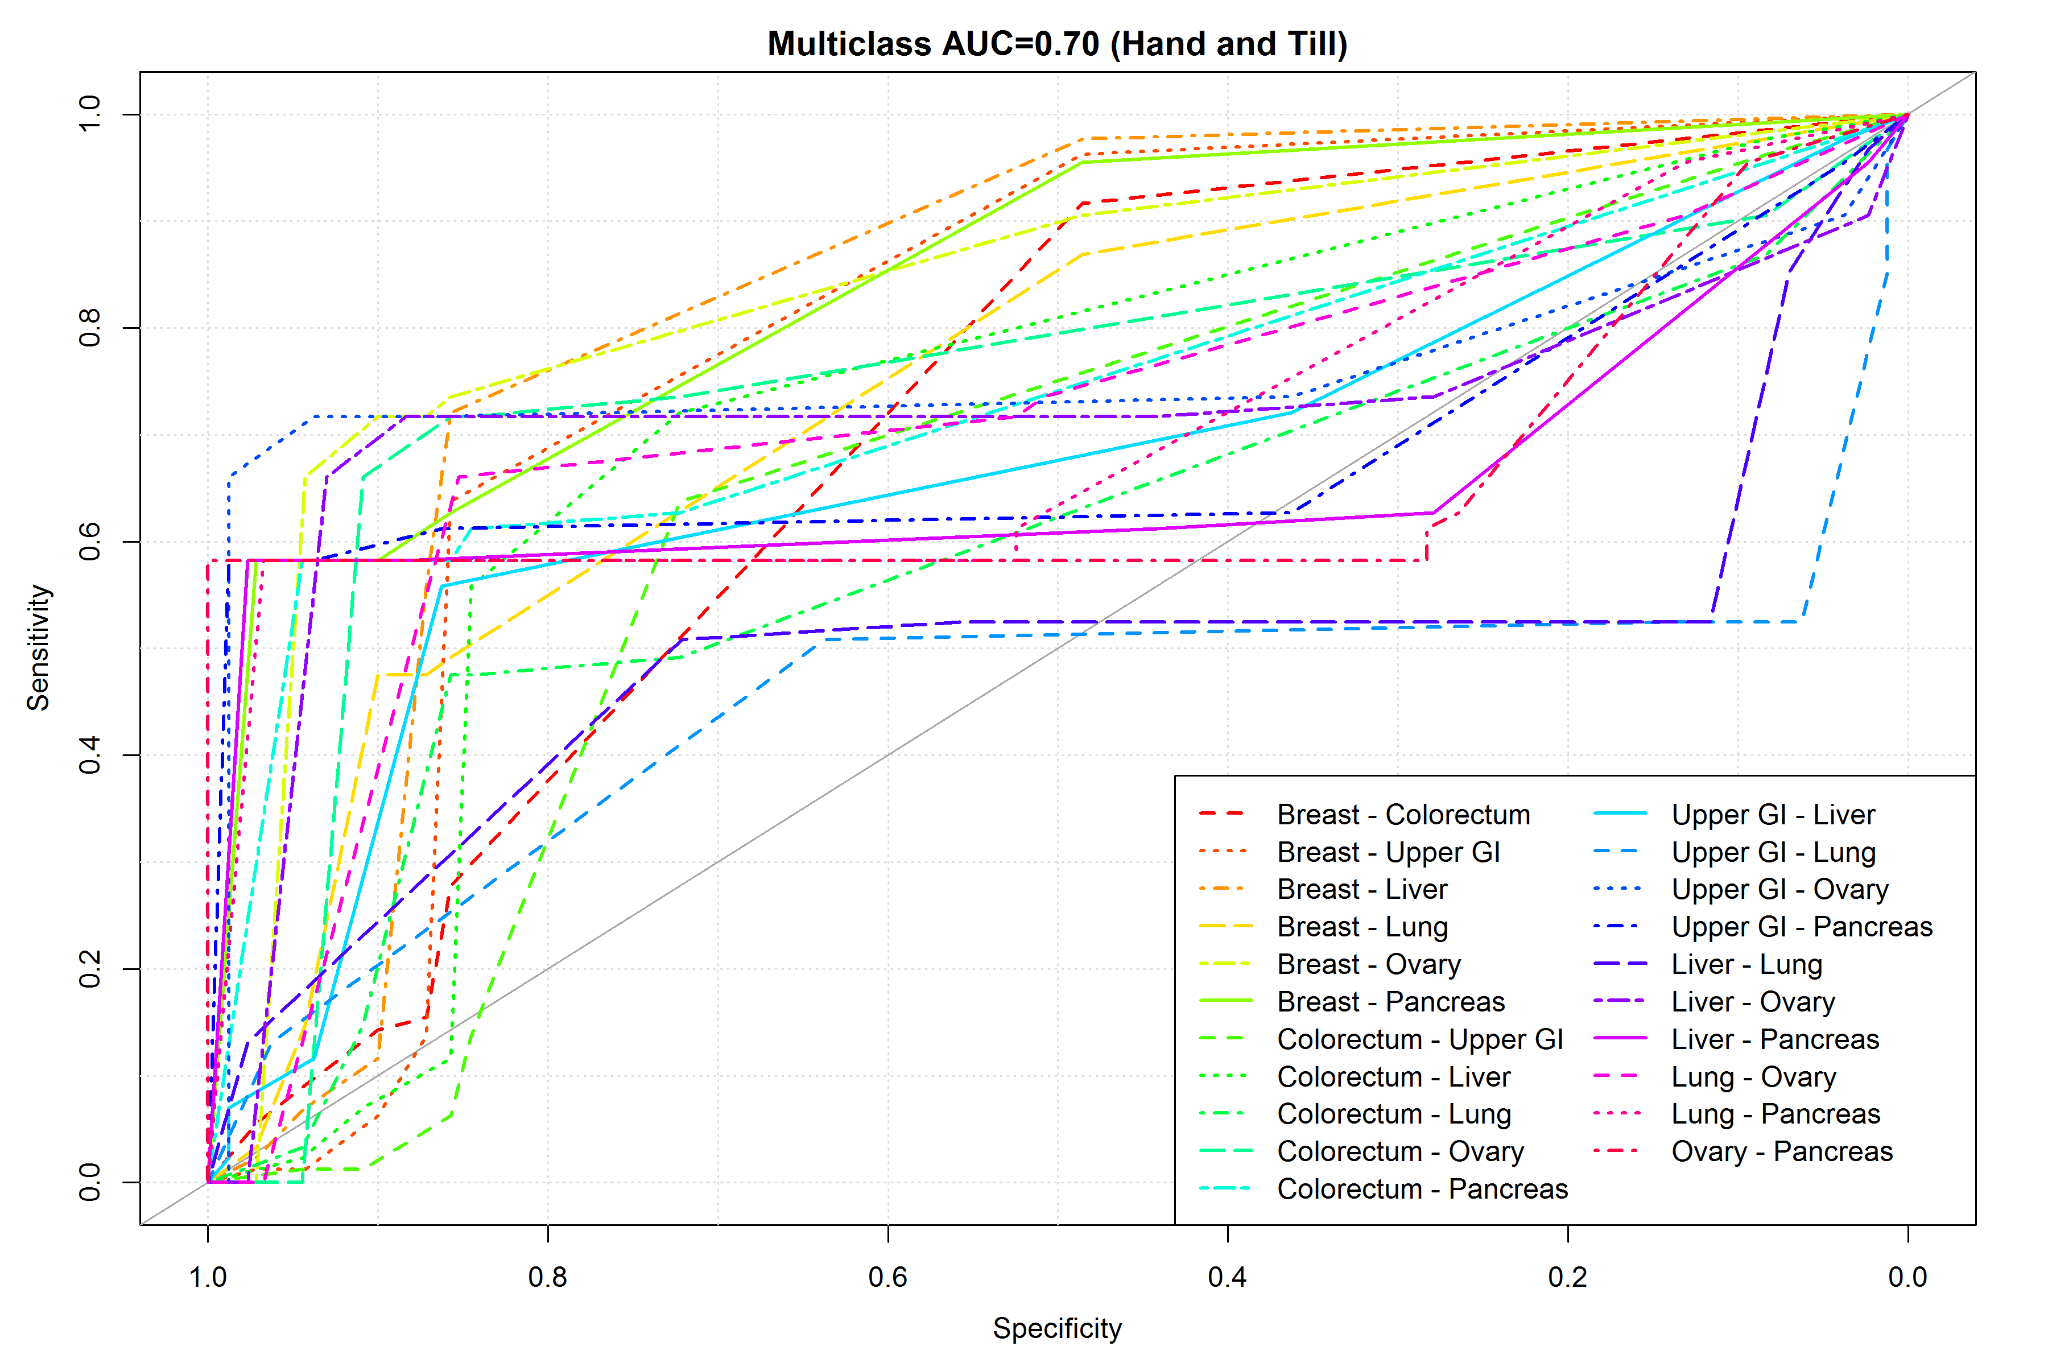 Multiclass AUC=0.70 (Hand and Till)
Sensitivity
1.0
0.8
0.6
0.4
0.2
0.0
Breast - Colorectum
Breast - Upper GI
Breast - Liver
Breast - Lung
Breast - Ovary
Breast - Pancreas
Colorectum - Upper GI
Colorectum - Liver
Colorectum - Lung
Colorectum - Ovary
Colorectum - Pancreas
Upper GI - Liver
Upper GI - Lung
Upper GI - Ovary
Upper GI - Pancreas
Liver - Lung
Liver - Ovary
Liver - Pancreas
Lung - Ovary
Lung - Pancreas
Ovary - Pancreas
1.0 0.8 0.6 0.4 0.2 0.0
Specificity